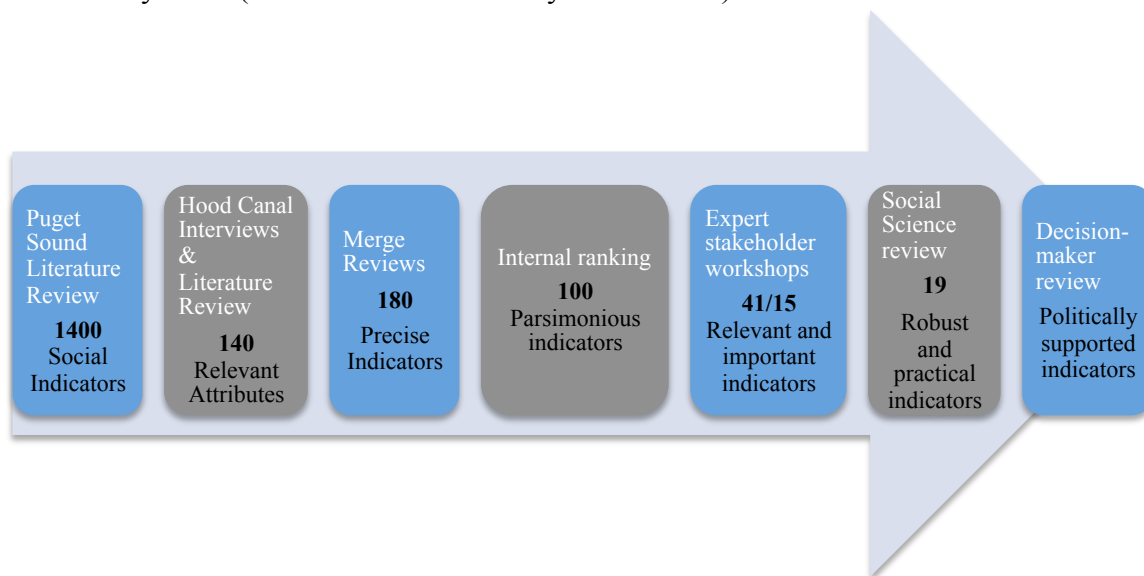 Puget
Sound
Literature
Review
1400
Social
Indicators
Hood Canal
Interviews
&
Literature
Review
140
Relevant
Attributes
Merge
Reviews
180
Precise
Indicators
Internal ranking
100
Parsimonious
indicators
Expert
stakeholder
workshops
41/15
Relevant and
important
indicators
Social
Science
review
19
Robust
and
practical
indicators
Decision-
maker
review
Politically
supported
indicators